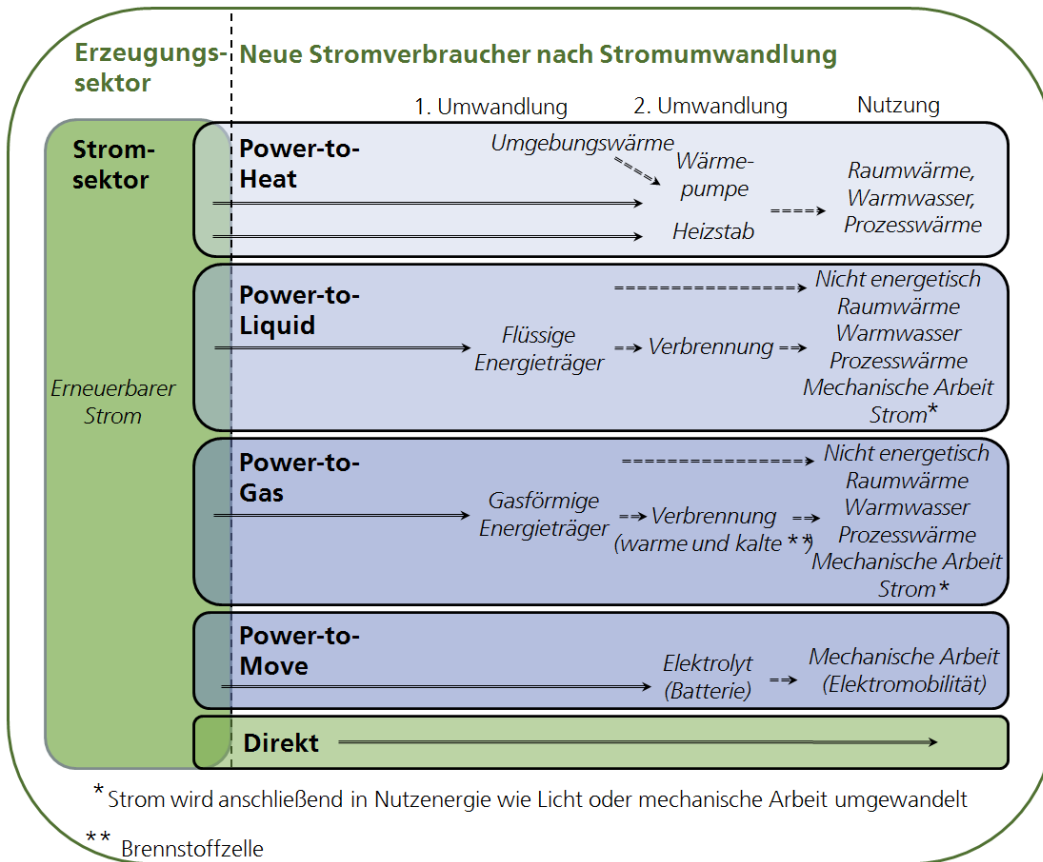 Erzeugungs-
sektor
Neue Stromverbraucher nach Stromumwandlung
1. Umwandlung
2. Umwandlung
Nutzung
Strom-
sektor
Erneuerbarer
Strom
Power-to-
Heat
Umgebungswärme
Wärme-
pumpe
Heizstab
Raumwärme,
Warmwasser,
Prozesswärme
Power-to-
Liquid
Flüssige
Energieträger
Verbrennung
Nicht energetisch
Raumwärme
Warmwasser
Prozesswärme
Mechanische Arbeit
Strom*
Power-to-
Gas
Gasförmige
Energieträger
Verbrennung
(warme und kalte **)
Nicht energetisch
Raumwärme
Warmwasser
Prozesswärme
Mechanische Arbeit
Strom*
Power-to-
Move
Elektrolyt
(Batterie)
Mechanische Arbeit
(Elektromobilität)
Direkt
* Strom wird anschließend in Nutzenergie wie Licht oder mechanische Arbeit umgewandelt
** Brennstoffzelle